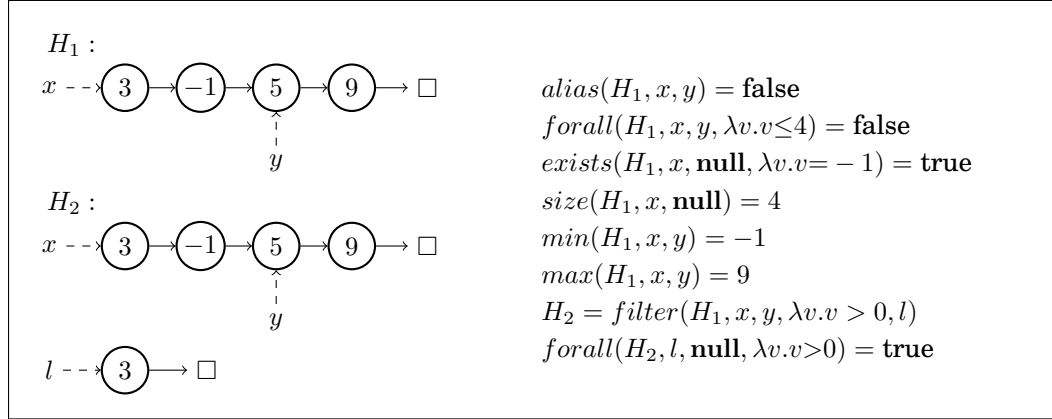 H₁ :
x 3 −1 5 9 □
y
H₂ :
x 3 −1 5 9 □
y
l 3 □
alias(H₁, x, y) = false
forall(H₁, x, y, λv.v≤4) = false
exists(H₁, x, null, λv.v= − 1) = true
size(H₁, x, null) = 4
min(H₁, x, y) = −1
max(H₁, x, y) = 9
H₂ = filter(H₁, x, y, λv.v > 0, l)
forall(H₂, l, null, λv.v>0) = true